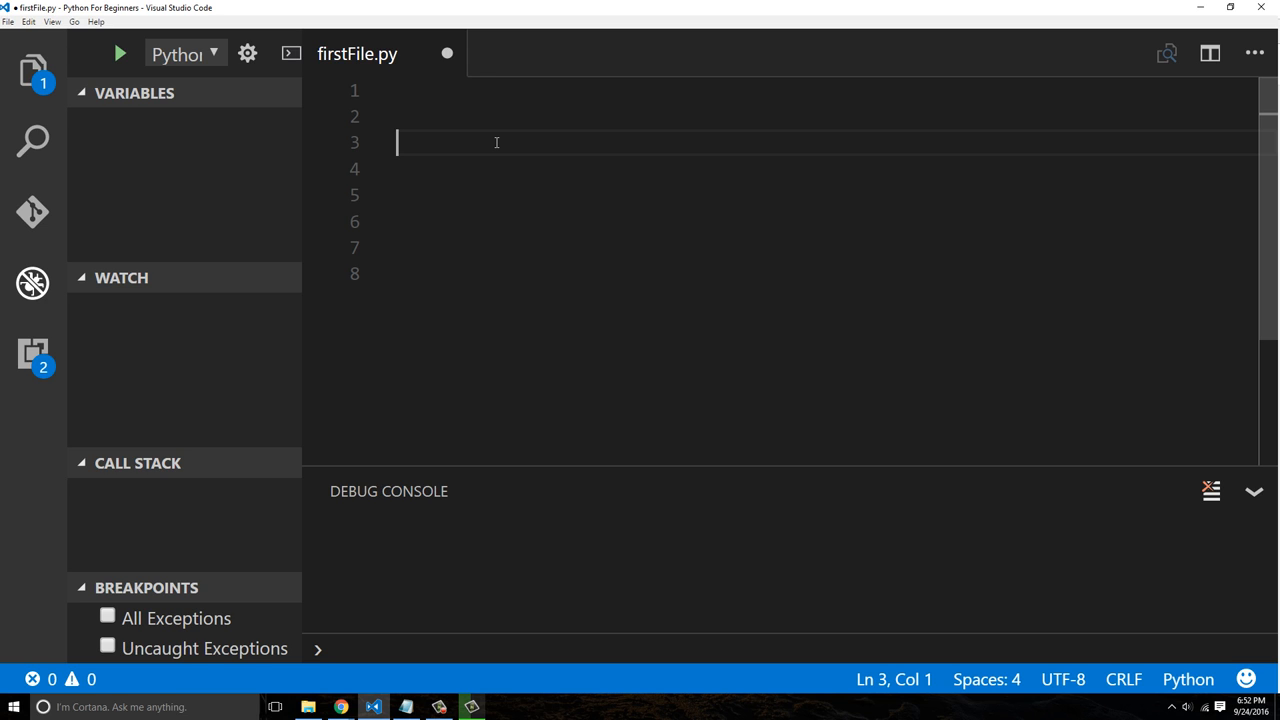 ● firstFile.py - Python For Beginners - Visual Studio Code
File Edit View Go Help
Pythor
firstFile.py
1
VARIABLES
1
2
3
4
5
6
7
8
WATCH
2
CALL STACK
DEBUG CONSOLE
BREAKPOINTS
All Exceptions
Uncaught Exceptions
0 0
Ln 3, Col 1 Spaces: 4 UTF-8 CRLF Python
I'm Cortana. Ask me anything.
6:52 PM
9/24/2016